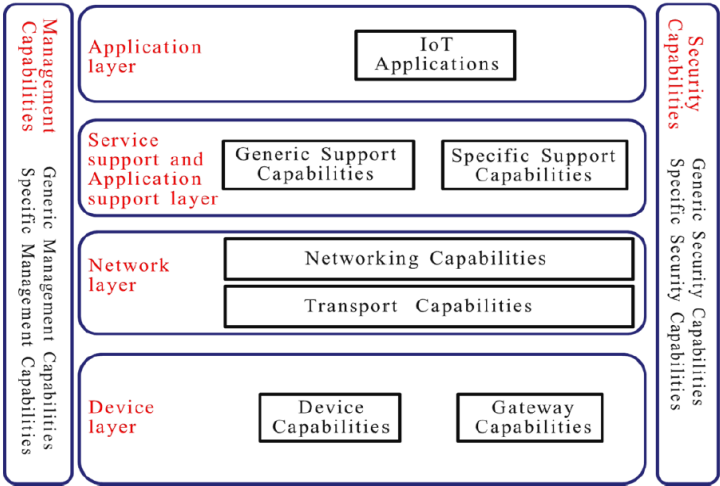 Management
Capabilities
Generic Management Capabilities
Specific Management Capabilities
Application
layer
IoT
Applications
Service
support and
Application
support layer
Generic Support
Capabilities
Specific Support
Capabilities
Network
layer
Networking Capabilities
Transport Capabilities
Device
layer
Device
Capabilities
Gateway
Capabilities
Security
Capabilities
Generic Security Capabilities
Specific Security Capabilities